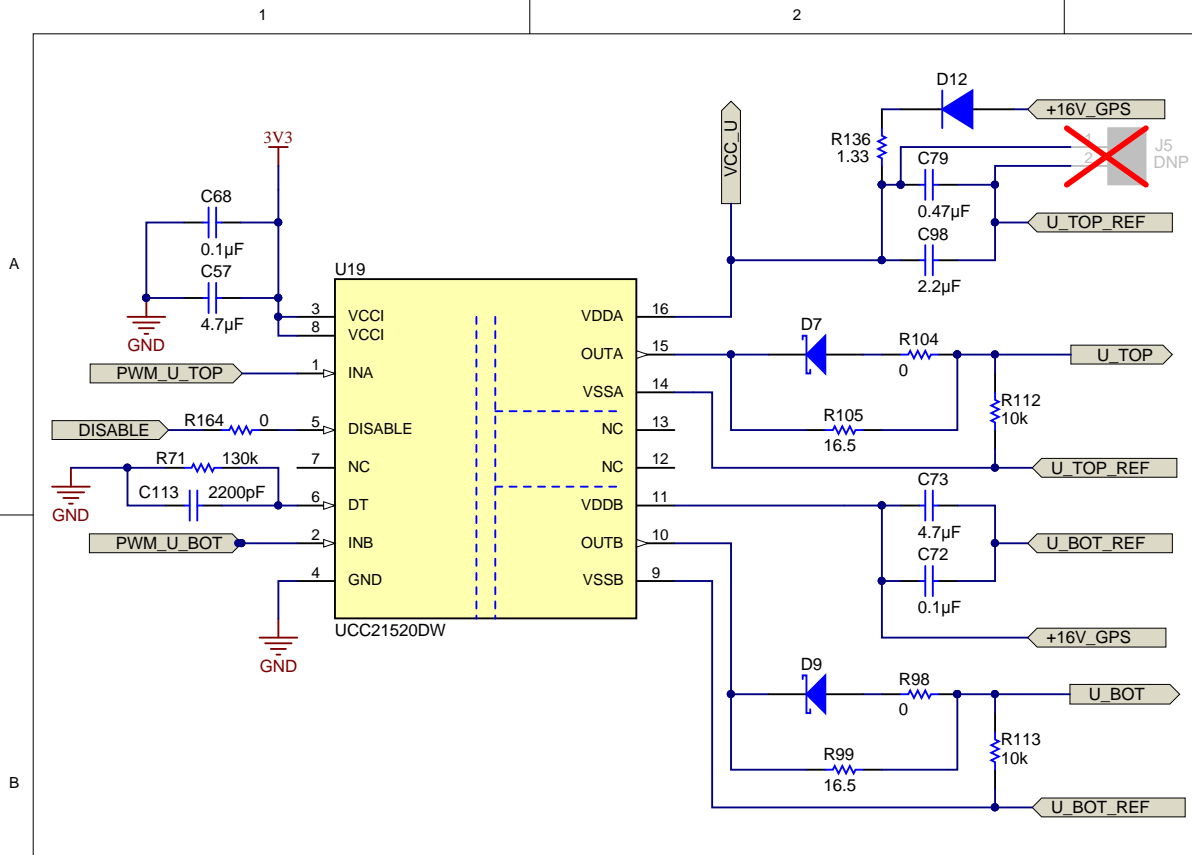 1 2
D12
+16V_GPS
R136
1.33
1
2
J5
DNP
3V3
VCC_U
C79
0.47µF
C68
0.1µF
U_TOP_REF
C98
2.2µF
A
C57
4.7µF
U19
GND
3 VCCI VDDA 16
8 VCCI
D7
R104
0
PWM_U_TOP 1 INA OUTA 15 U_TOP
VSSA 14
R112
10k
R105
16.5
DISABLE R164 0 5 DISABLE NC 13
R71 130k
7 NC NC 12 U_TOP_REF
C113 2200pF
GND
6 DT VDDB 11
C73
4.7µF
PWM_U_BOT 2 INB OUTB 10 U_BOT_REF
C72
0.1µF
4 GND VSSB 9
UCC21520DW
+16V_GPS
GND
D9
R98
0
U_BOT
R113
10k
R99
16.5
B
U_BOT_REF